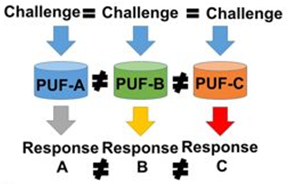 Challenge = Challenge = Challenge
PUF-A ≠ PUF-B ≠ PUF-C
Response Response Response
A ≠ B ≠ C